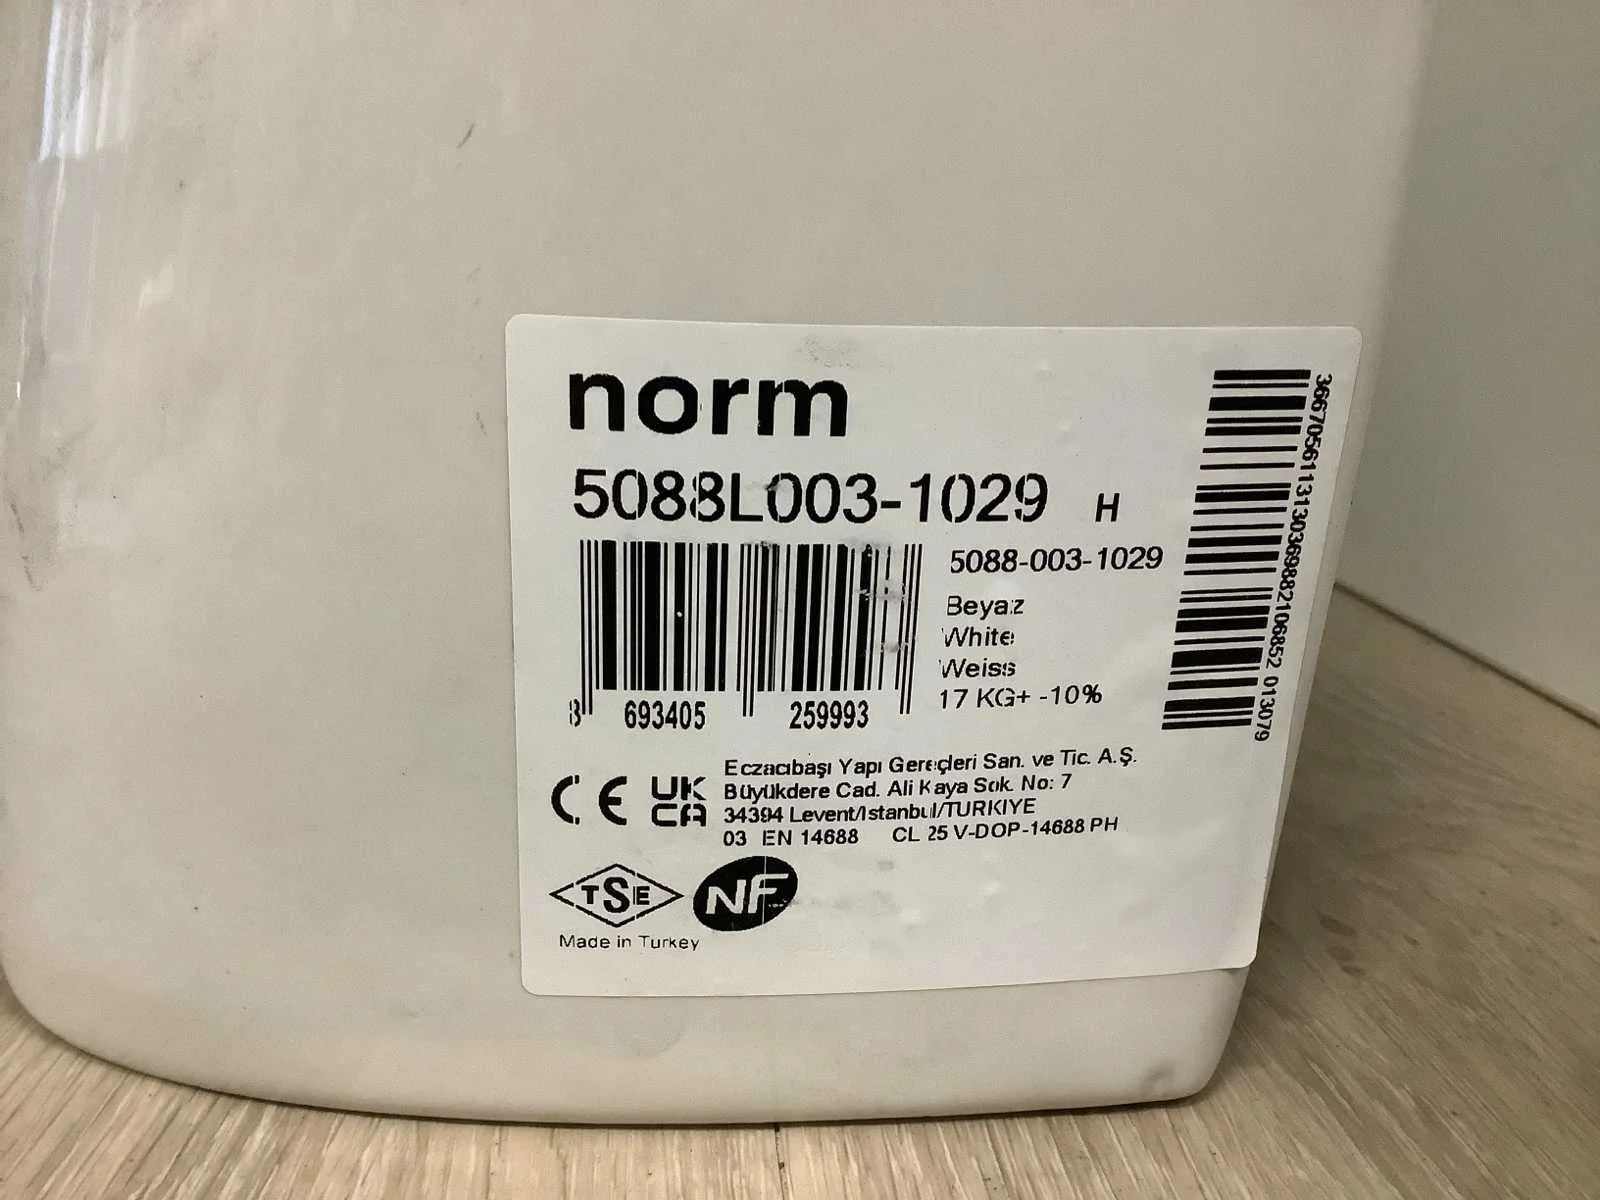 norm
5088L003-1029 H
5088-003-1029
Beyaz
White
Weiss
17 KG+ -10%
8 693405 259993
Eczacıbaşı Yapı Gereçleri San. ve Tic. A.Ş.
Büyükdere Cad. Ali Kaya Sok. No: 7
34394 Levent/Istanbul/TURKIYE
03 EN 14688 CL 25 V-DOP-14688 PH
CE UK CA
TSE NF
Made in Turkey
3667056113130369882106852 013079